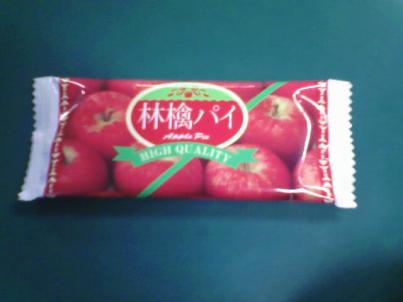 林檎パイ
Apple Pie
HIGH QUALITY